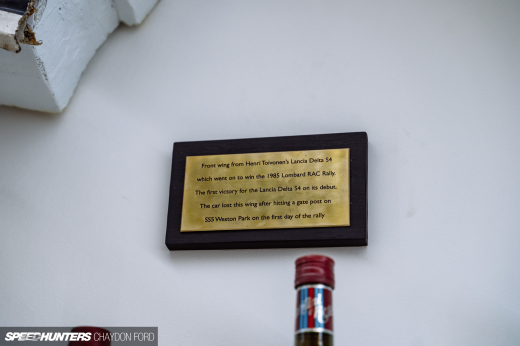 Front wing from Henri Toivonen's Lancia Delta S4
which went on to win the 1985 Lombard RAC Rally.
The first victory for the Lancia Delta S4 on its debut.
The car lost this wing after hitting a gate post on
SS5 Weston Park on the first day of the rally
SPEEDHUNTERS CHAYDON FORD